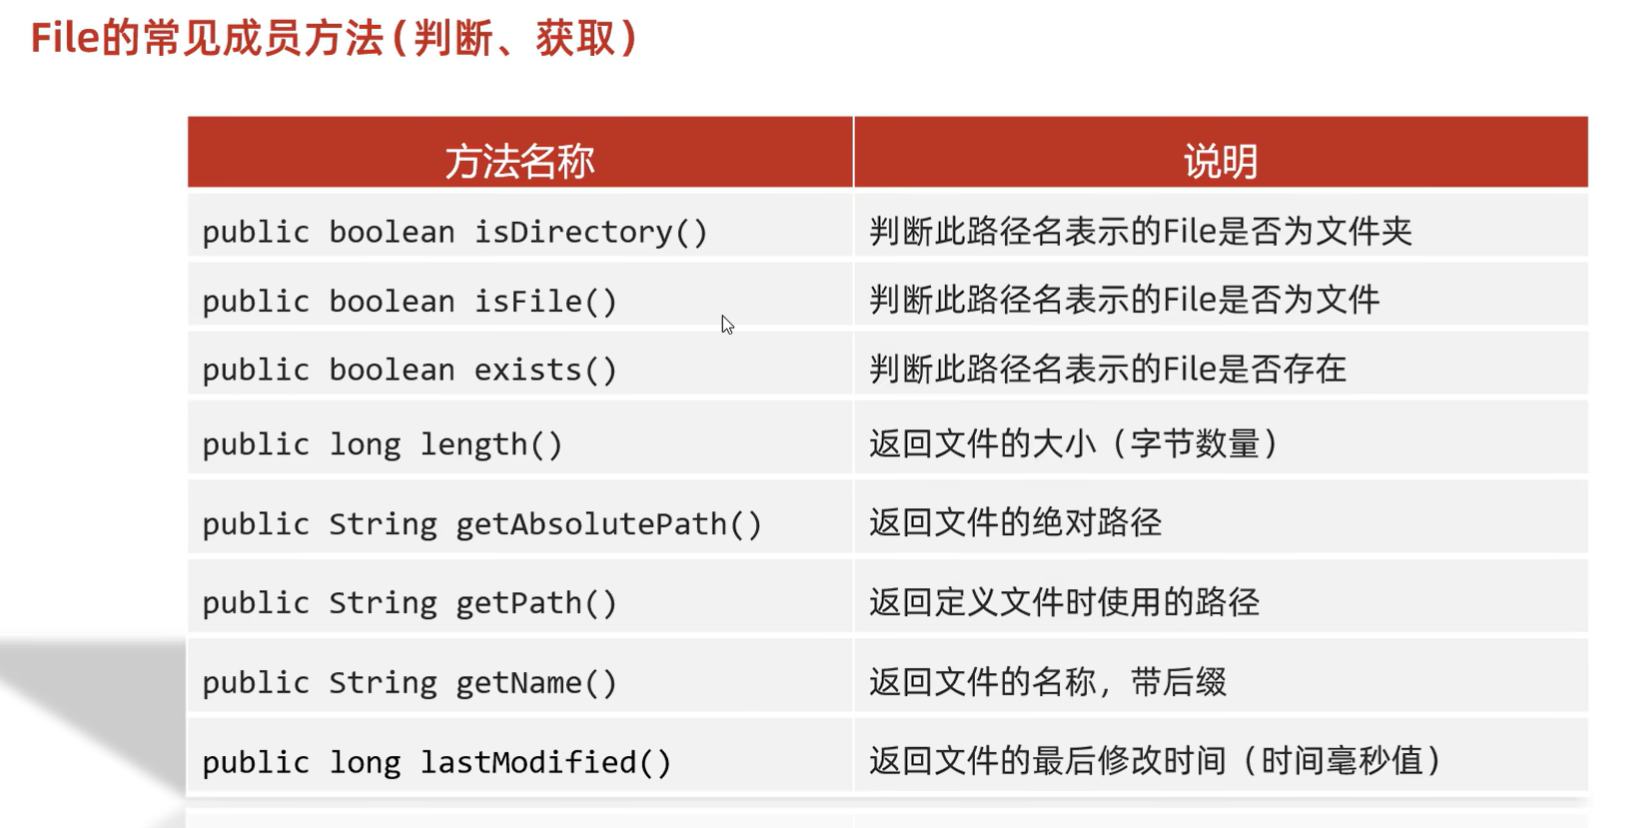 File的常见成员方法(判断、获取)
方法名称 说明
public boolean isDirectory() 判断此路径名表示的File是否为文件夹
public boolean isFile() 判断此路径名表示的File是否为文件
public boolean exists() 判断此路径名表示的File是否存在
public long length() 返回文件的大小（字节数量）
public String getAbsolutePath() 返回文件的绝对路径
public String getPath() 返回定义文件时使用的路径
public String getName() 返回文件的名称，带后缀
public long lastModified() 返回文件的最后修改时间（时间毫秒值）